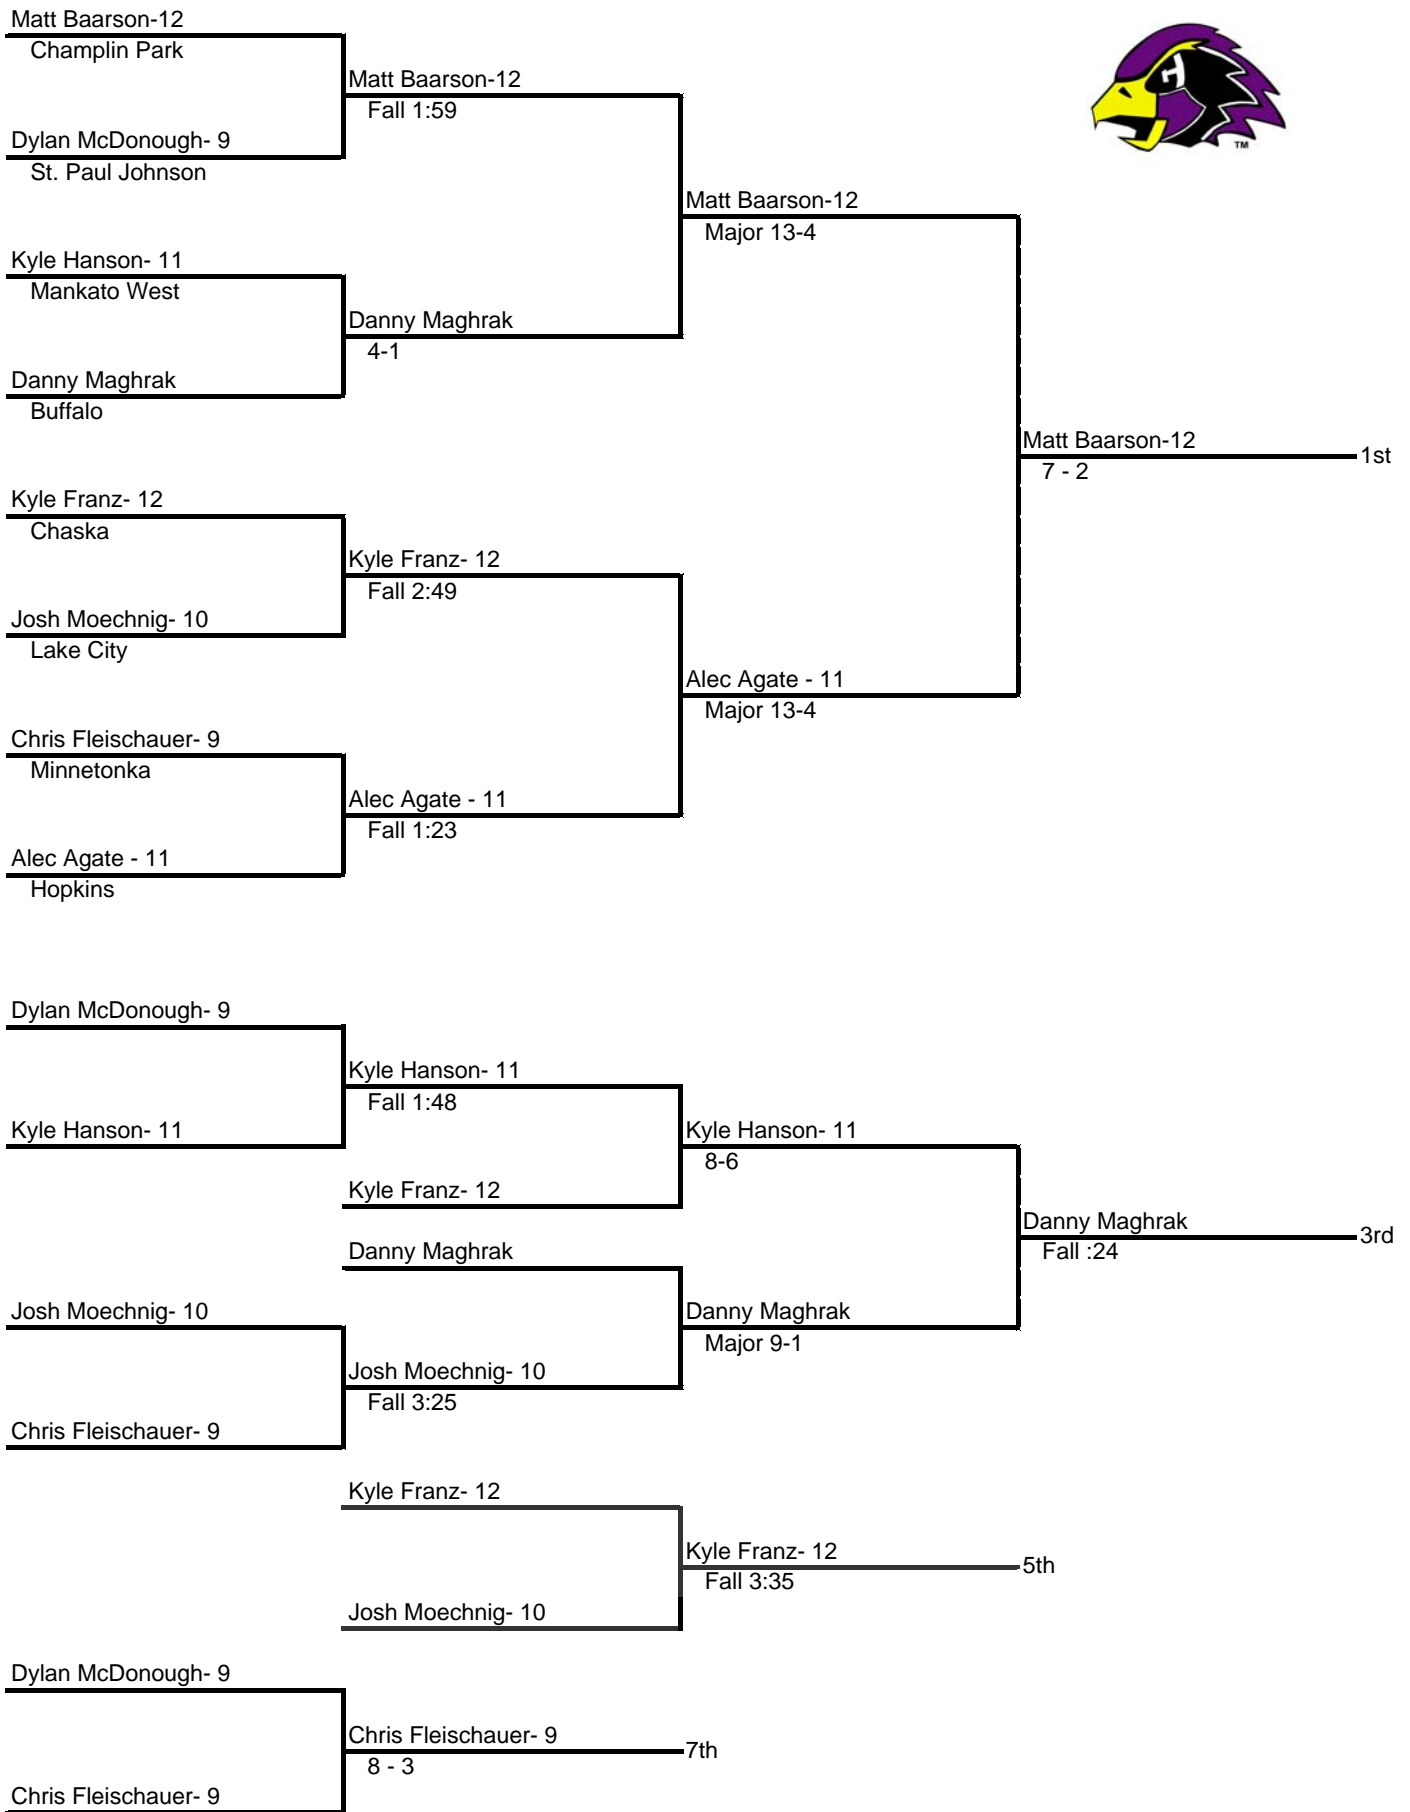 Matt Baarson-12
Champlin Park
Matt Baarson-12
Fall 1:59
Dylan McDonough- 9
St. Paul Johnson
Matt Baarson-12
Major 13-4
Kyle Hanson- 11
Mankato West
Danny Maghrak
4-1
Danny Maghrak
Buffalo
Matt Baarson-12
7 - 2
1st
Kyle Franz- 12
Chaska
Kyle Franz- 12
Fall 2:49
Josh Moechnig- 10
Lake City
Alec Agate - 11
Major 13-4
Chris Fleischauer- 9
Minnetonka
Alec Agate - 11
Fall 1:23
Alec Agate - 11
Hopkins
TM
Dylan McDonough- 9
Kyle Hanson- 11
Fall 1:48
Kyle Hanson- 11
Kyle Hanson- 11
8-6
Kyle Franz- 12
Danny Maghrak
Fall :24
3rd
Danny Maghrak
Josh Moechnig- 10
Danny Maghrak
Major 9-1
Josh Moechnig- 10
Fall 3:25
Chris Fleischauer- 9
Kyle Franz- 12
Kyle Franz- 12
Fall 3:35
5th
Josh Moechnig- 10
Dylan McDonough- 9
Chris Fleischauer- 9
8 - 3
7th
Chris Fleischauer- 9